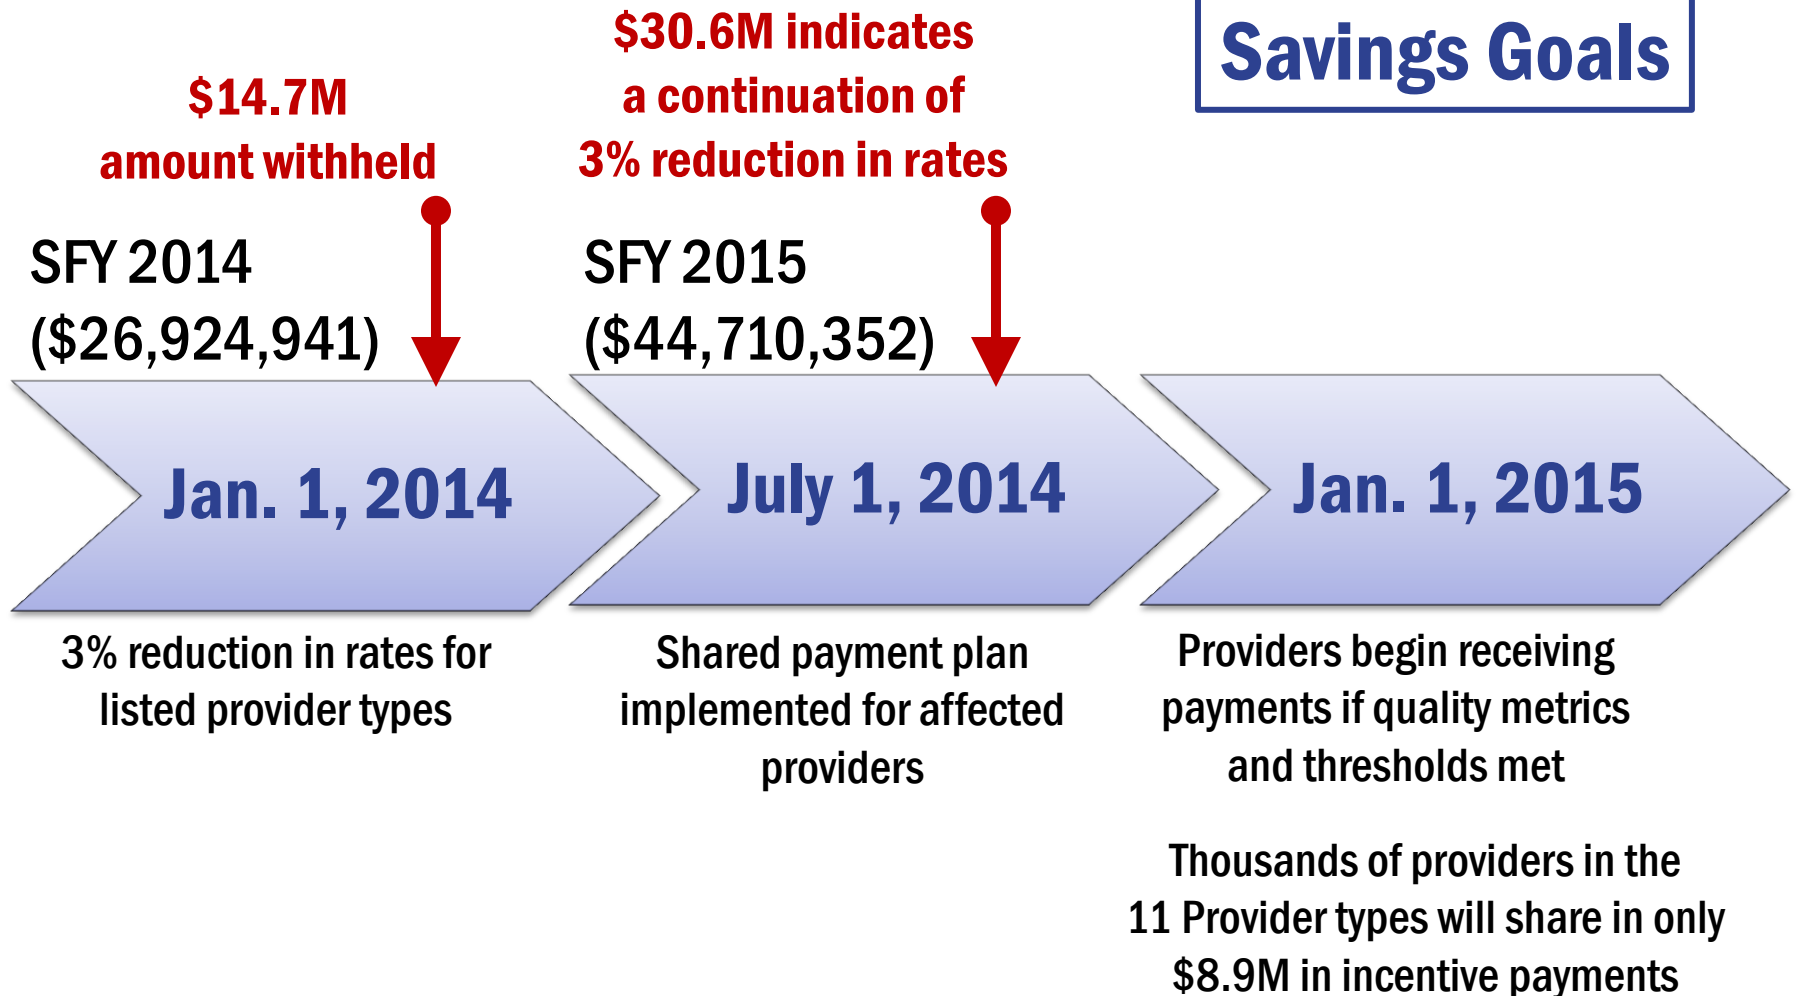 Savings Goals
$14.7M
amount withheld
$30.6M indicates
a continuation of
3% reduction in rates
SFY 2014
($26,924,941)
SFY 2015
($44,710,352)
Jan. 1, 2014
July 1, 2014
Jan. 1, 2015
3% reduction in rates for
listed provider types
Shared payment plan
implemented for affected
providers
Providers begin receiving
payments if quality metrics
and thresholds met
Thousands of providers in the
11 Provider types will share in only
$8.9M in incentive payments